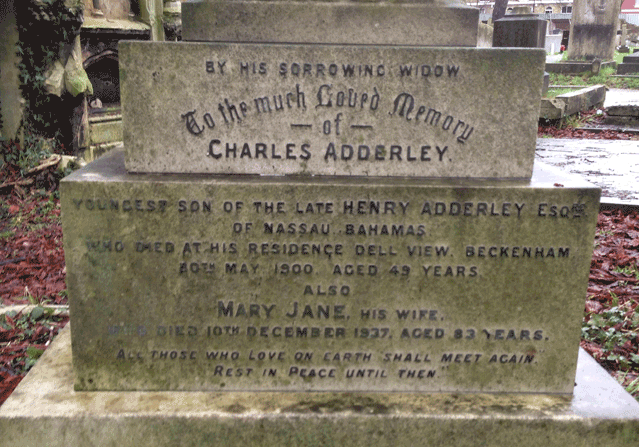 BY HIS SORROWING WIDOW
To the much Loved Memory
— of —
CHARLES ADDERLEY.
YOUNGEST SON OF THE LATE HENRY ADDERLEY ESQRE
OF NASSAU BAHAMAS
WHO DIED AT HIS RESIDENCE DELL VIEW, BECKENHAM
20TH MAY 1900. AGED 49 YEARS.
ALSO
MARY JANE, HIS WIFE.
DIED 10TH DECEMBER 1937. AGED 83 YEARS.
ALL THOSE WHO LOVE ON EARTH "SHALL MEET AGAIN.
REST IN PEACE UNTIL THEN."